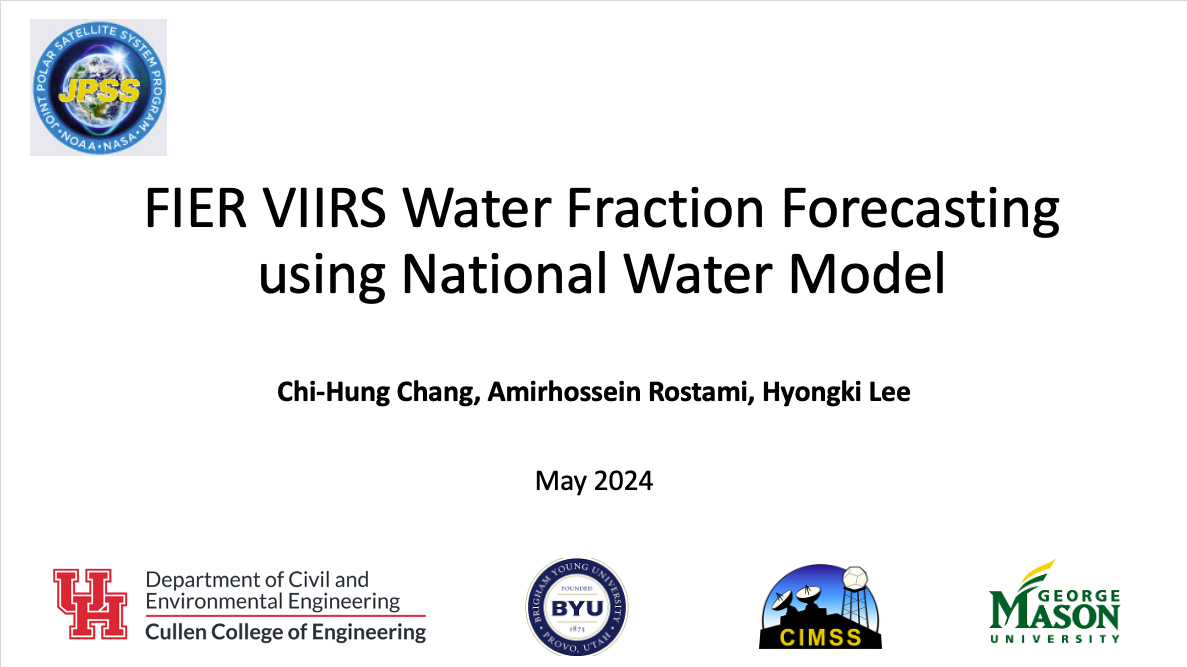 JOINT POLAR SATELLITE SYSTEM PROGRAM
JPSS
NOAA • NASA
FIER VIIRS Water Fraction Forecasting
using National Water Model
Chi-Hung Chang, Amirhossein Rostami, Hyongki Lee
May 2024
UH
Department of Civil and
Environmental Engineering
Cullen College of Engineering
BRIGHAM YOUNG UNIVERSITY
FOUNDED
BYU
1875
PROVO, UTAH
CIMSS
GEORGE
MASON
UNIVERSITY